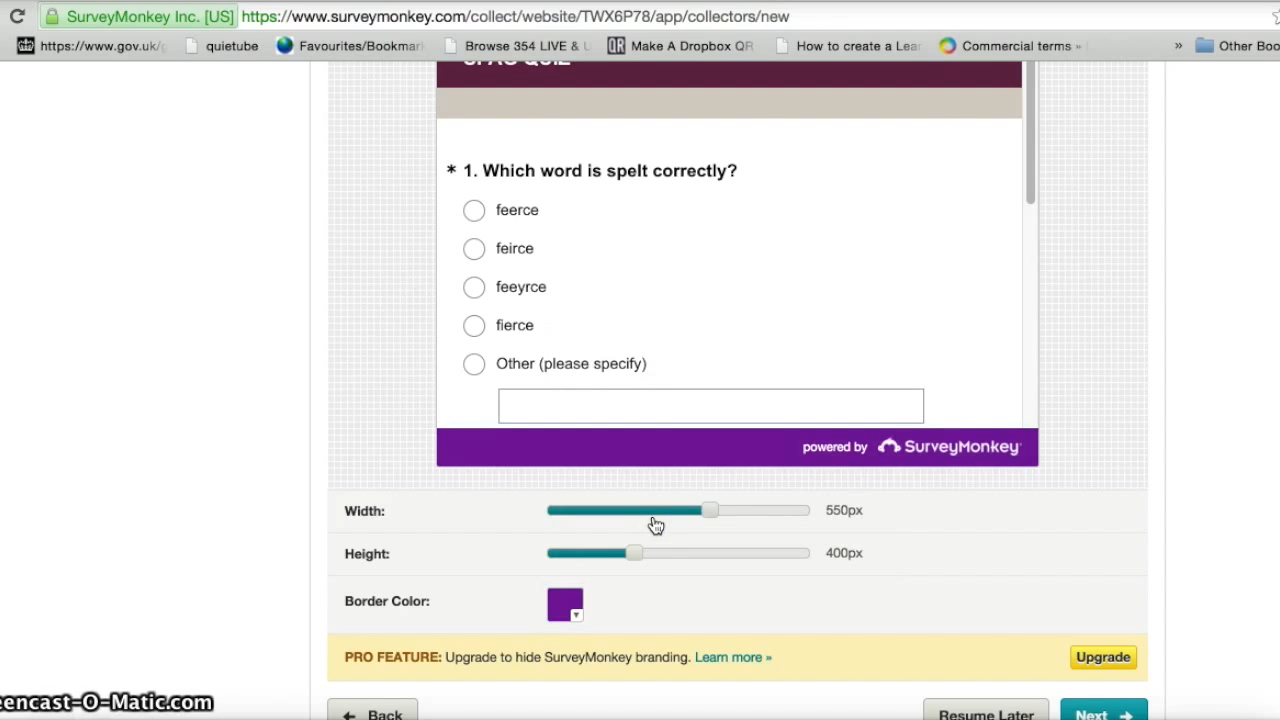 SurveyMonkey Inc. [US] https://www.surveymonkey.com/collect/website/TWX6P78/app/collectors/new
https://www.gov.uk/ quietube Favourites/Bookmar Browse 354 LIVE & U Make A Dropbox QR How to create a Lea Commercial terms » » Other Boo
SPAG QUIZ
* 1. Which word is spelt correctly?
feerce
feirce
feeyrce
fierce
Other (please specify)
powered by SurveyMonkey
Width: 550px
Height: 400px
Border Color:
PRO FEATURE: Upgrade to hide SurveyMonkey branding. Learn more » Upgrade
eencast-O-Matic.com
Back Resume Later Next